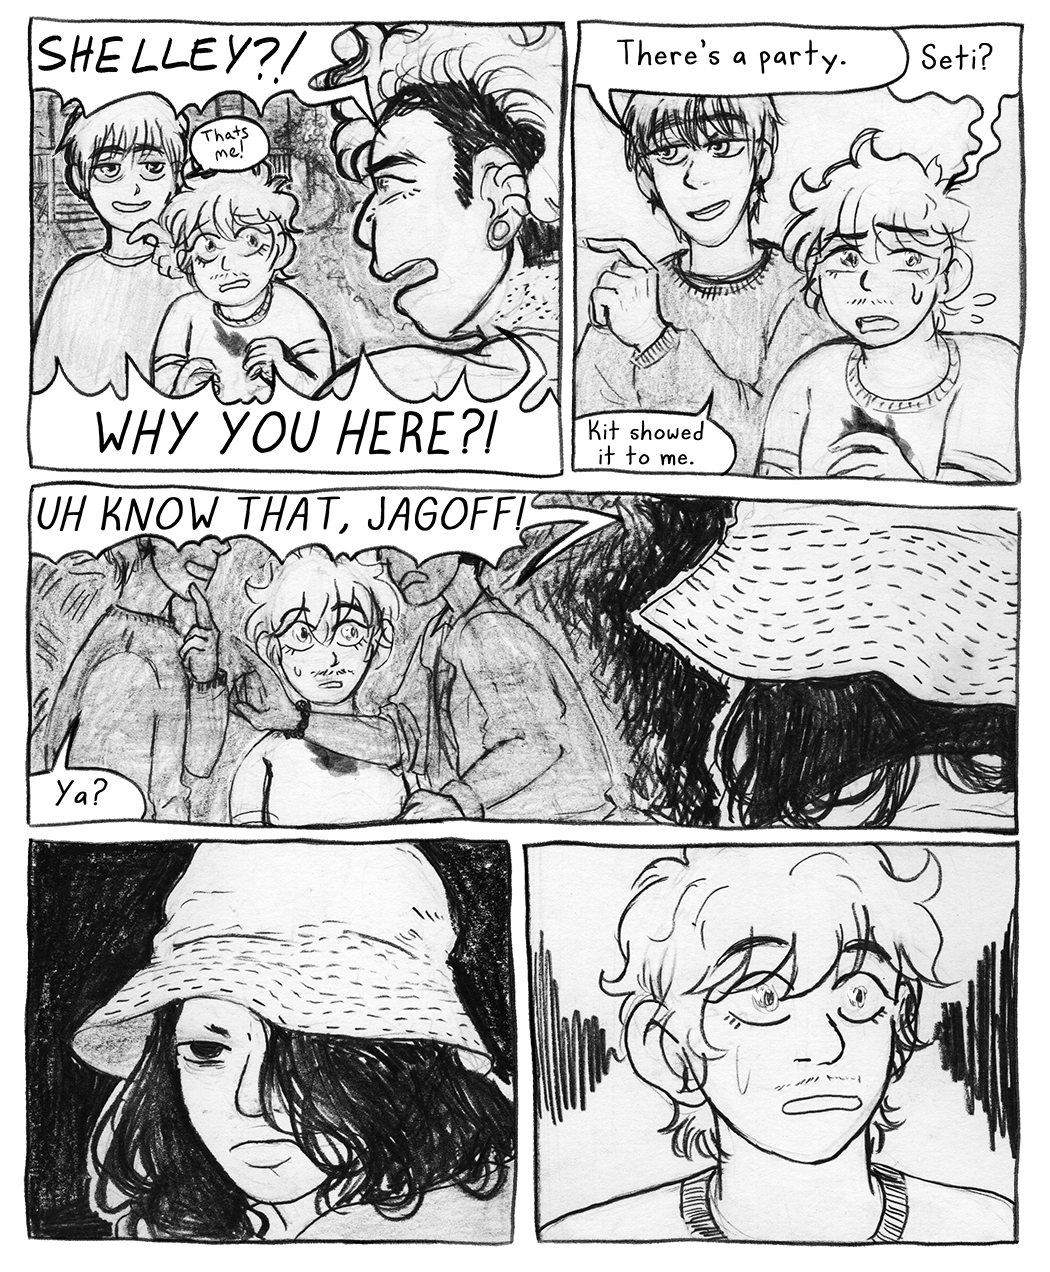 SHELLEY?!
Thats
me!
WHY YOU HERE?!
There's a party.
Seti?
Kit showed
it to me.
UH KNOW THAT, JAGOFF!
Ya?